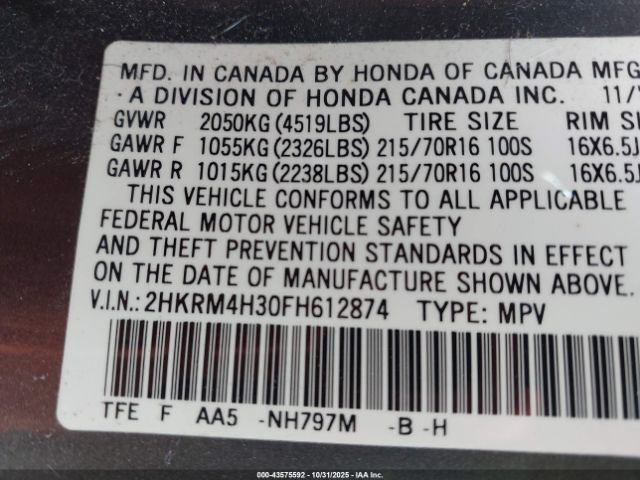 MFD. IN CANADA BY HONDA OF CANADA MFG
- A DIVISION OF HONDA CANADA INC. 11/
GVWR 2050KG (4519LBS) TIRE SIZE RIM SI
GAWR F 1055KG (2326LBS) 215/70R16 100S 16X6.5J
GAWR R 1015KG (2238LBS) 215/70R16 100S 16X6.5J
THIS VEHICLE CONFORMS TO ALL APPLICABLE
FEDERAL MOTOR VEHICLE SAFETY
AND THEFT PREVENTION STANDARDS IN EFFECT
ON THE DATE OF MANUFACTURE SHOWN ABOVE.
V.I.N.: 2HKRM4H30FH612874 TYPE: MPV
TFE F AA5 -NH797M -B -H
000-43575592 - 10/31/2025 - IAA Inc.